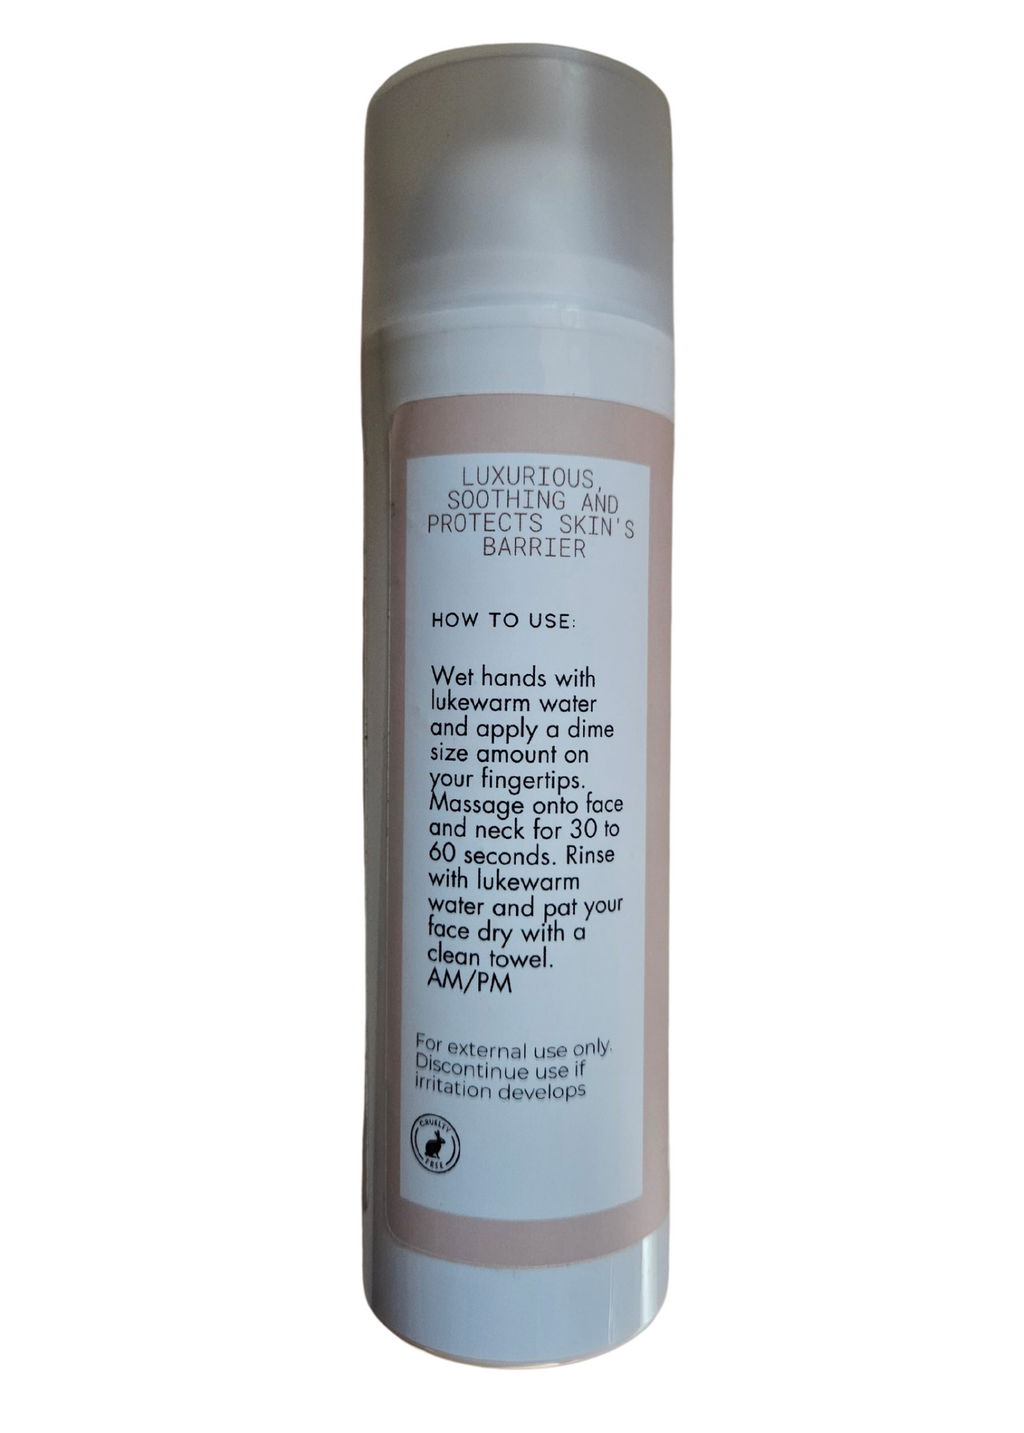 LUXURIOUS,
SOOTHING AND
PROTECTS SKIN'S
BARRIER
HOW TO USE:
Wet hands with
lukewarm water
and apply a dime
size amount on
your fingertips.
Massage onto face
and neck for 30 to
60 seconds. Rinse
with lukewarm
water and pat your
face dry with a
clean towel.
AM/PM
For external use only.
Discontinue use if
irritation develops
CRUELTY
FREE